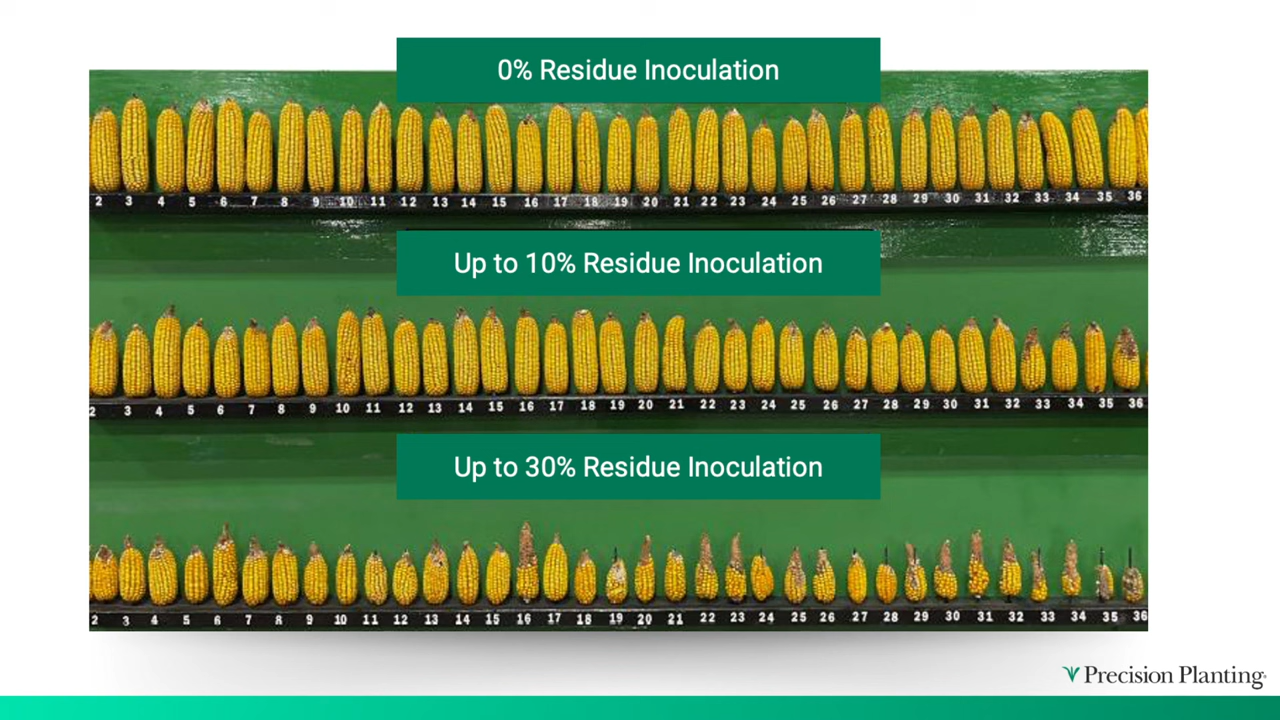 0% Residue Inoculation
2 3 4 5 6 7 8 9 10 11 12 13 14 15 16 17 18 19 20 21 22 23 24 25 26 27 28 29 30 31 32 33 34 35 36
Up to 10% Residue Inoculation
2 3 4 5 6 7 8 9 10 11 12 13 14 15 16 17 18 19 20 21 22 23 24 25 26 27 28 29 30 31 32 33 34 35 36
Up to 30% Residue Inoculation
2 3 4 5 6 7 8 9 10 11 12 13 14 15 16 17 18 19 20 21 22 23 24 25 26 27 28 29 30 31 32 33 34 35 36
Precision Planting